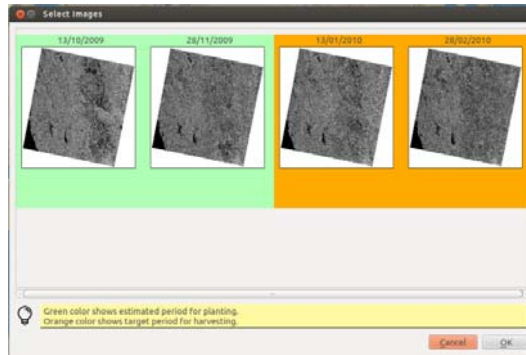 Select Images
13/10/2009 28/11/2009 13/01/2010 28/02/2010
Green color shows estimated period for planting.
Orange color shows target period for harvesting.
Cancel OK